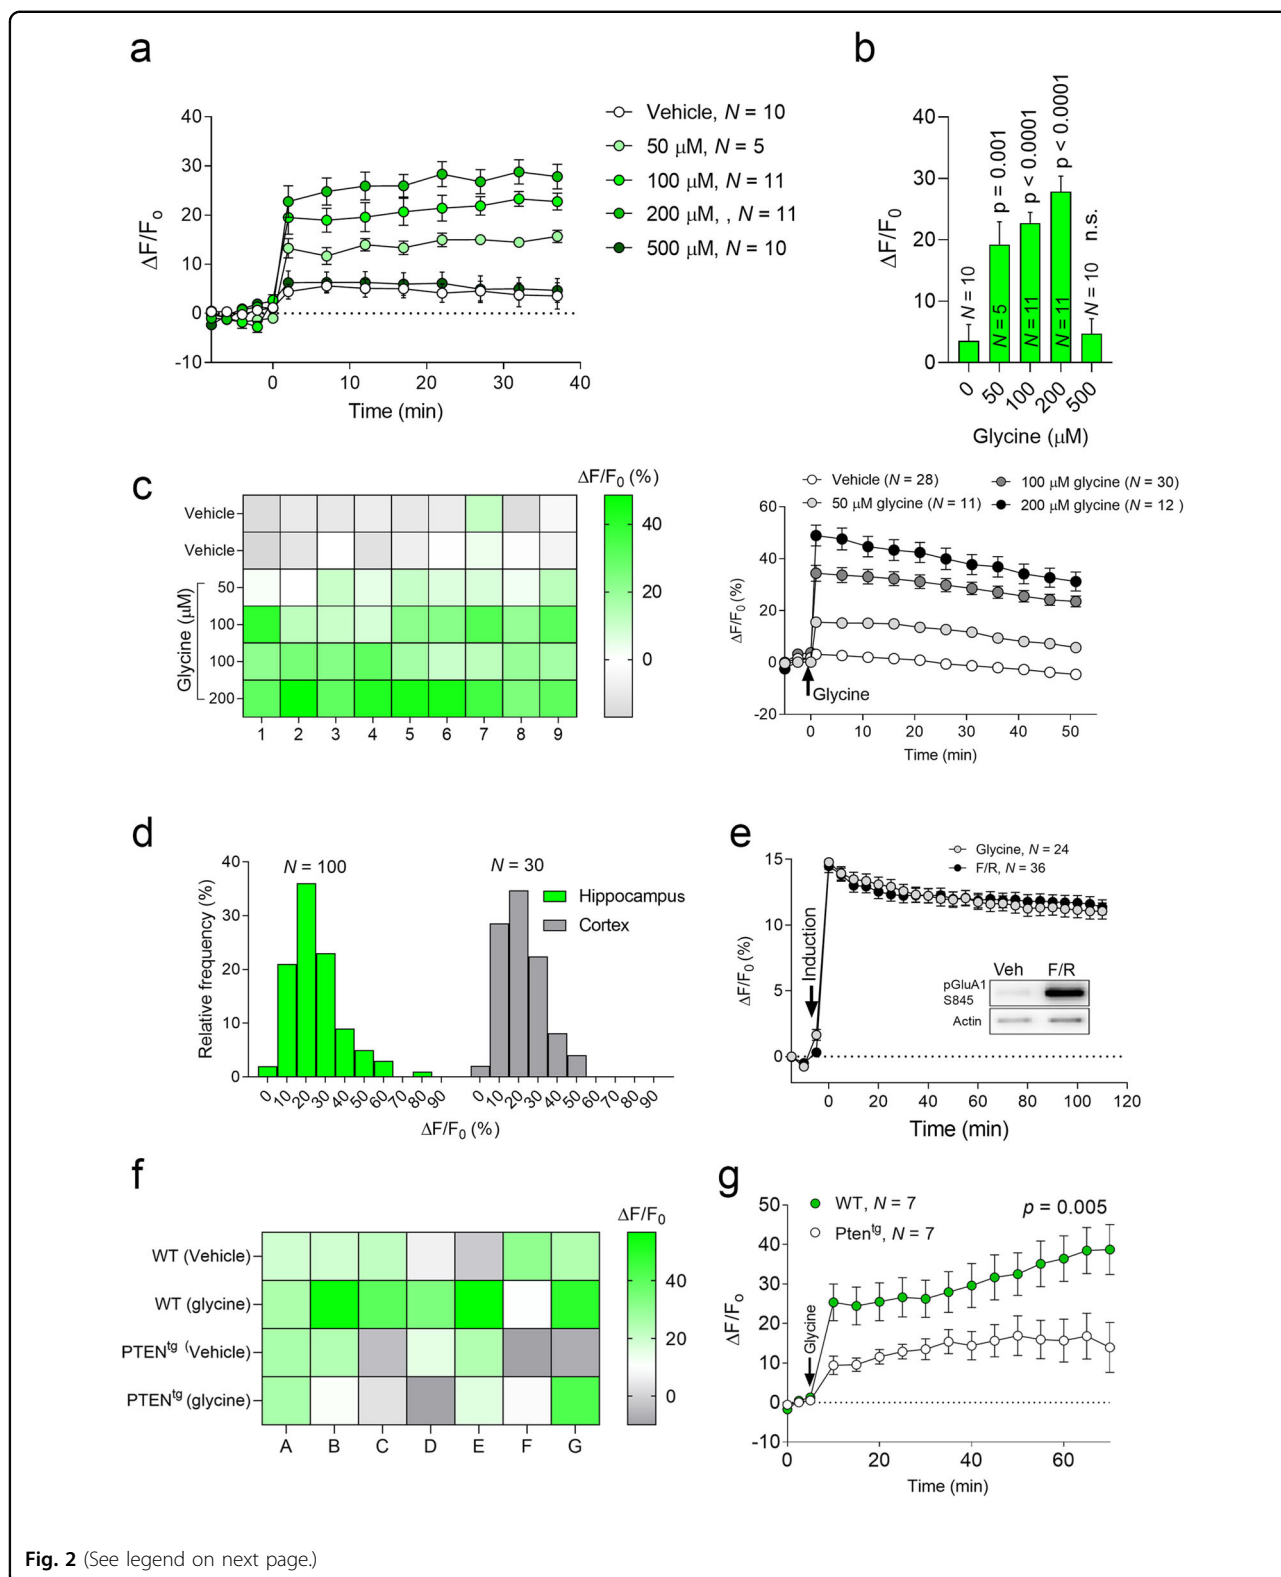 a
ΔF/Fo
40
30
20
10
0
-10
0
10
20
30
40
Time (min)
Vehicle, N = 10
50 μM, N = 5
100 μM, N = 11
200 μM, , N = 11
500 μM, N = 10
b
ΔF/F0
40
30
20
10
0
N = 10
N = 5
p = 0.001
N = 11
p < 0.0001
N = 11
p < 0.0001
N = 10
n.s.
0
50
100
200
500
Glycine (μM)
c
Vehicle
Vehicle
Glycine (μM)
50
100
100
200
1 2 3 4 5 6 7 8 9
ΔF/F0 (%)
40
20
0
Vehicle (N = 28)
50 μM glycine (N = 11)
100 μM glycine (N = 30)
200 μM glycine (N = 12 )
ΔF/F0 (%)
60
40
20
0
-20
Glycine
0 10 20 30 40 50
Time (min)
d
Relative frequency (%)
40
30
20
10
0
N = 100
N = 30
Hippocampus
Cortex
0 10 20 30 40 50 60 70 80 90
0 10 20 30 40 50 60 70 80 90
ΔF/F0 (%)
e
ΔF/F0 (%)
15
10
5
0
Glycine, N = 24
F/R, N = 36
Induction
Veh F/R
pGluA1
S845
Actin
0 20 40 60 80 100 120
Time (min)
f
WT (Vehicle)
WT (glycine)
PTENtg (Vehicle)
PTENtg (glycine)
A B C D E F G
ΔF/F0
40
20
0
g
ΔF/Fo
50
40
30
20
10
0
-10
WT, N = 7
Ptentg, N = 7
p = 0.005
Glycine
0 20 40 60
Time (min)
Fig. 2 (See legend on next page.)